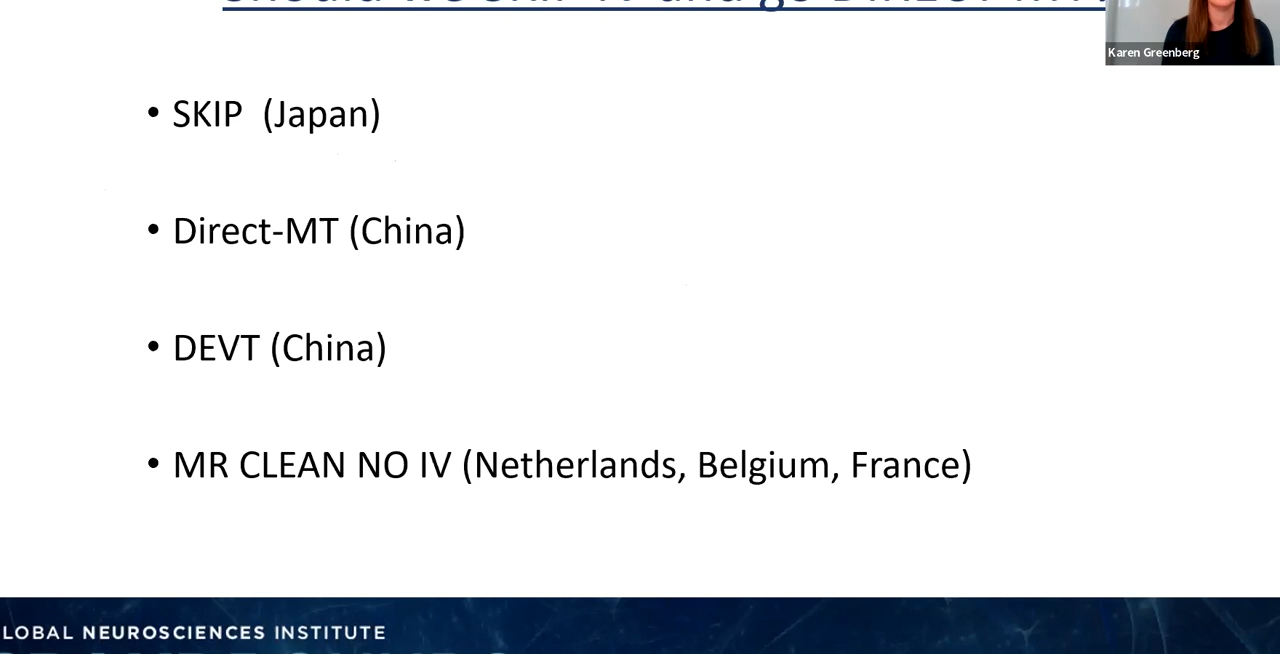 Karen Greenberg
• SKIP (Japan)
• Direct-MT (China)
• DEVT (China)
• MR CLEAN NO IV (Netherlands, Belgium, France)
LOBAL NEUROSCIENCES INSTITUTE